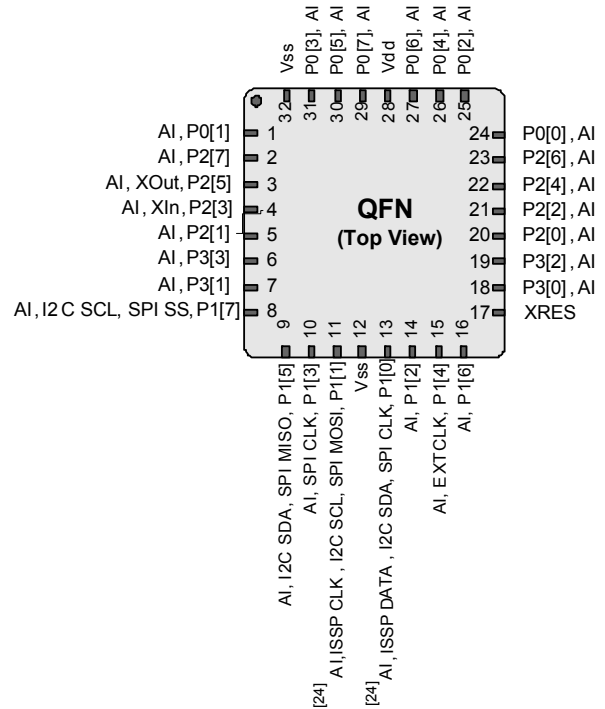 Vss
P0[3], AI
P0[5], AI
P0[7], AI
Vdd
P0[6], AI
P0[4], AI
P0[2], AI
32
31
30
29
28
27
26
25
AI, P0[1] 1
AI, P2[7] 2
AI, XOut, P2[5] 3
AI, XIn, P2[3] 4
AI, P2[1] 5
AI, P3[3] 6
AI, P3[1] 7
AI, I2C SCL, SPI SS, P1[7] 8
QFN
(Top View)
24 P0[0], AI
23 P2[6], AI
22 P2[4], AI
21 P2[2], AI
20 P2[0], AI
19 P3[2], AI
18 P3[0], AI
17 XRES
9
10
11
12
13
14
15
16
AI, I2C SDA, SPI MISO, P1[5]
AI, SPI CLK, P1[3]
[24] AI, ISSP CLK, I2C SCL, SPI MOSI, P1[1]
Vss
[24] AI, ISSP DATA, I2C SDA, SPI CLK, P1[0]
AI, P1[2]
AI, EXTCLK, P1[4]
AI, P1[6]